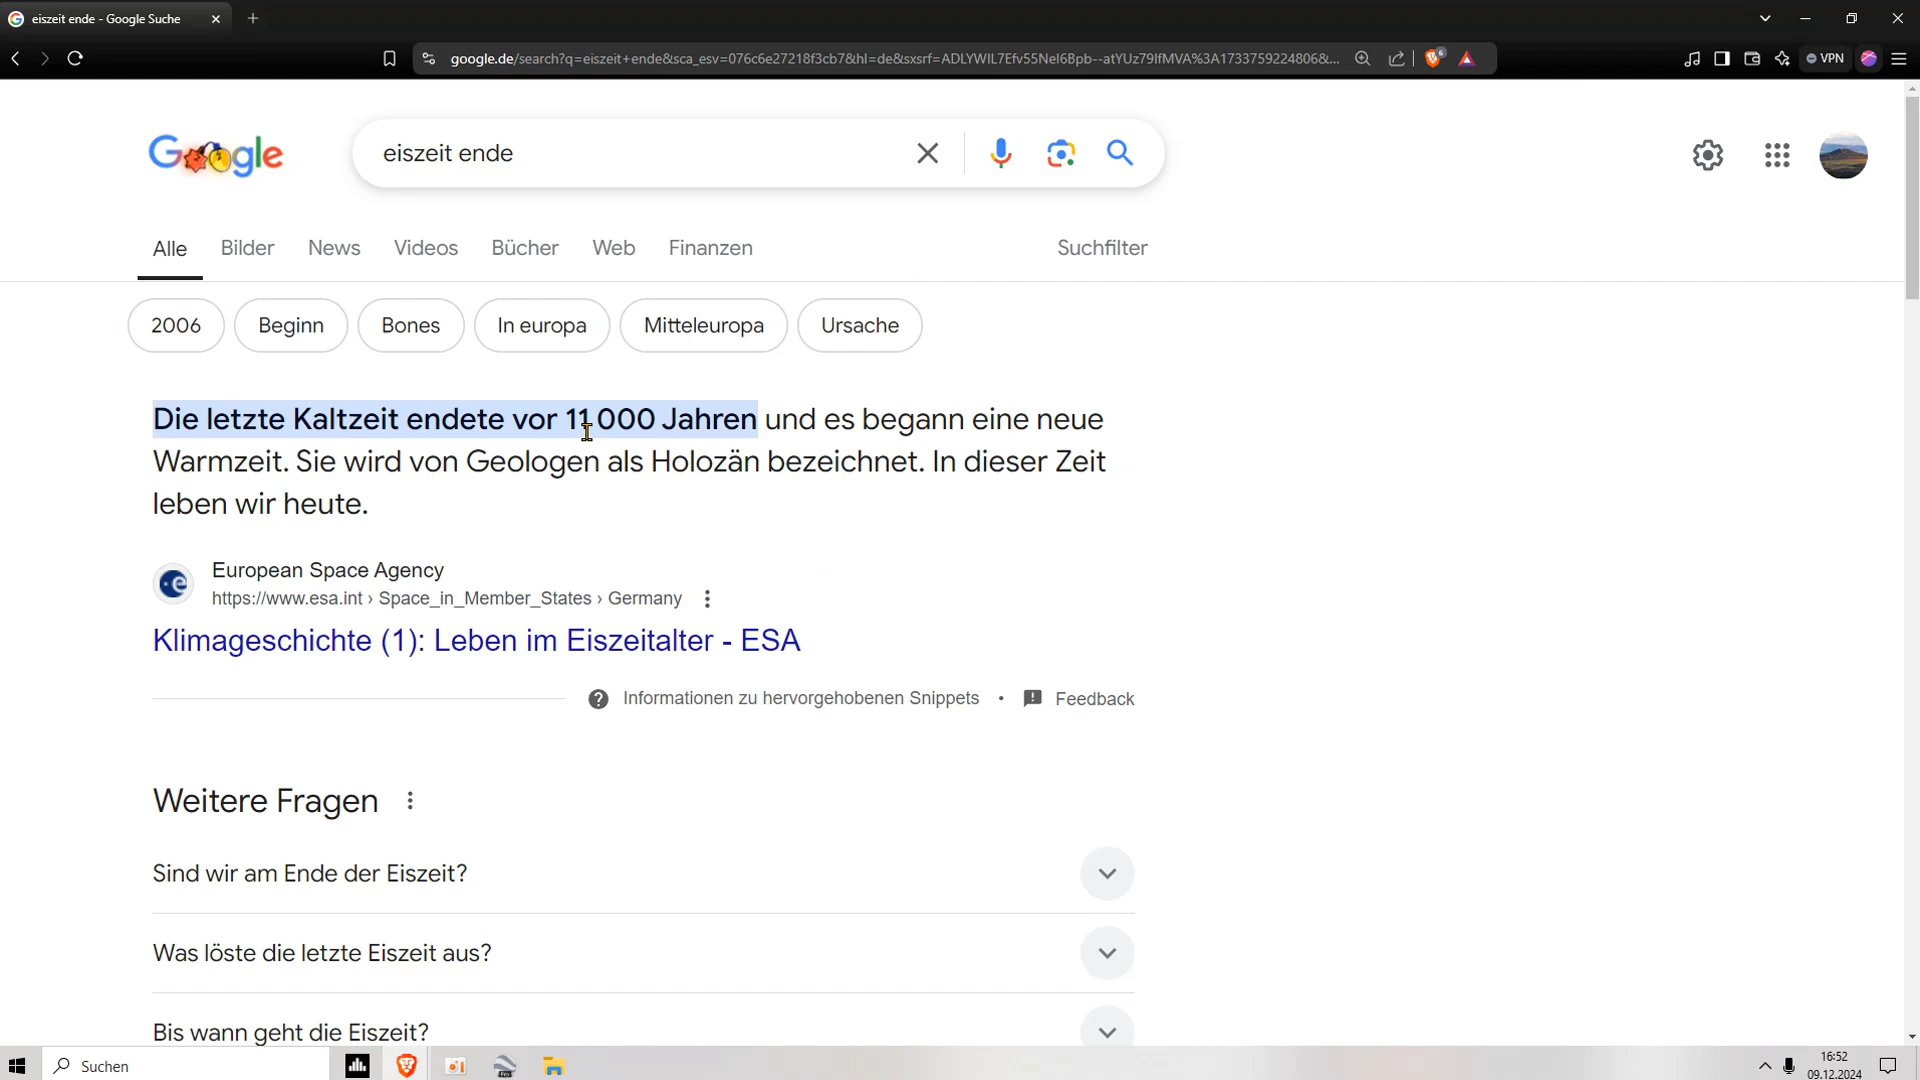 eiszeit ende - Google Suche
google.de/search?q=eiszeit+ende&sca_esv=076c6e27218f3cb7&hl=de&sxsrf=ADLYWIL7Efv55NeI6Bpb--atYUz79IfMVA%3A1733759224806&...
6
VPN
Google
eiszeit ende
Alle Bilder News Videos Bücher Web Finanzen Suchfilter
2006 Beginn Bones In europa Mitteleuropa Ursache
Die letzte Kaltzeit endete vor 11 000 Jahren und es begann eine neue
Warmzeit. Sie wird von Geologen als Holozän bezeichnet. In dieser Zeit
leben wir heute.
European Space Agency
https://www.esa.int › Space_in_Member_States › Germany
Klimageschichte (1): Leben im Eiszeitalter - ESA
Informationen zu hervorgehobenen Snippets • Feedback
Weitere Fragen
Sind wir am Ende der Eiszeit?
Was löste die letzte Eiszeit aus?
Bis wann geht die Eiszeit?
Suchen
16:52
09.12.2024